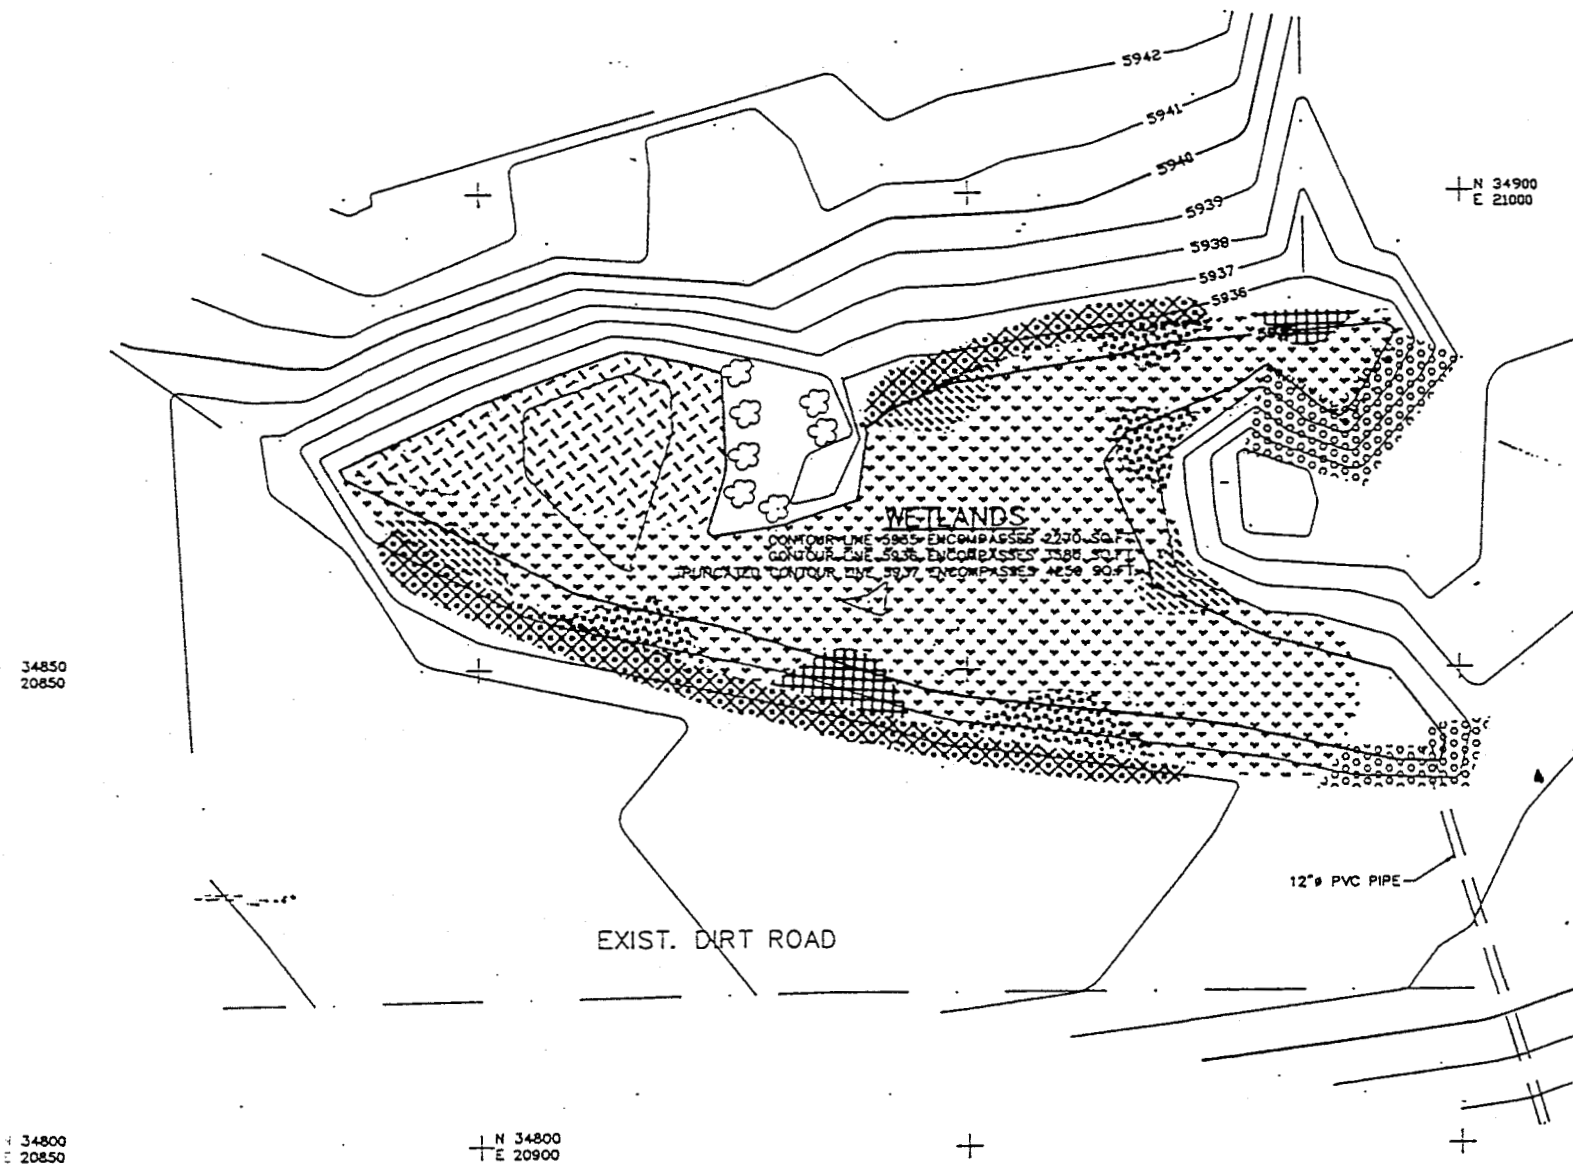 5942
5941
5940
N 34900
E 21000
5939
5938
5937
5936
WETLANDS
CONTOUR LINE 5935 ENCOMPASSES 2270 SQ.FT.
CONTOUR LINE 5936 ENCOMPASSES 3380 SQ.FT.
TRUNCATED CONTOUR LINE 5937 ENCOMPASSES 4250 SQ.FT.
34850
20850
12"ø PVC PIPE
EXIST. DIRT ROAD
34800
20850
N 34800
E 20900